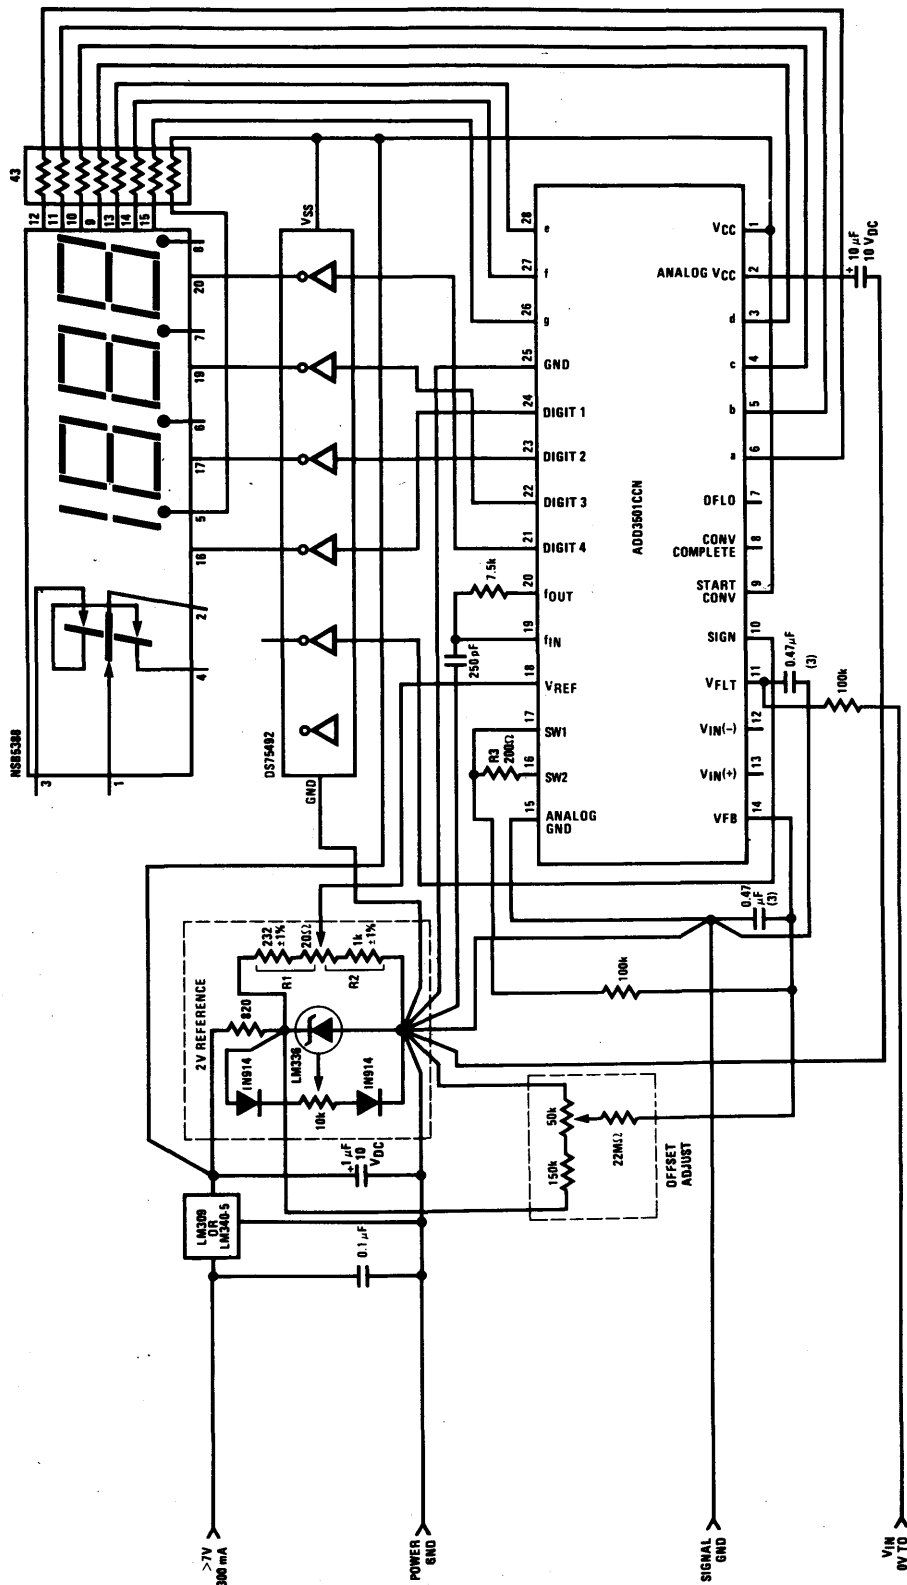 43
12
11
10
9
13
14
15
NSB5388
8
20
7
19
6
17
5
16
2
4
3
1
VSS
DS75492
GND
28
27
26
25
24
23
22
21
20
19
18
17
16
15
e
f
g
GND
DIGIT 1
DIGIT 2
DIGIT 3
DIGIT 4
fOUT
fIN
VREF
SW1
SW2
ANALOG
GND
ADD3501CCN
VCC
ANALOG VCC
d
c
b
a
OFLO
CONV
COMPLETE
START
CONV
SIGN
VFLT
VIN(-)
VIN(+)
VFB
1
2
3
4
5
6
7
8
9
10
11
12
13
14
+ 10 µF
10 VDC
7.5k
250 pF
R3
200Ω
0.47µF
(3)
100k
0.47
µF
(3)
100k
2V REFERENCE
232
±1%
20Ω
1k
±1%
R1
R2
820
LM336
IN914
10k
IN914
+1 µF
10
VDC
LM309
OR
LM340-5
0.1 µF
50k
150k
22MΩ
OFFSET
ADJUST
>7V
300 mA
POWER
GND
SIGNAL
GND
VIN
0V TO